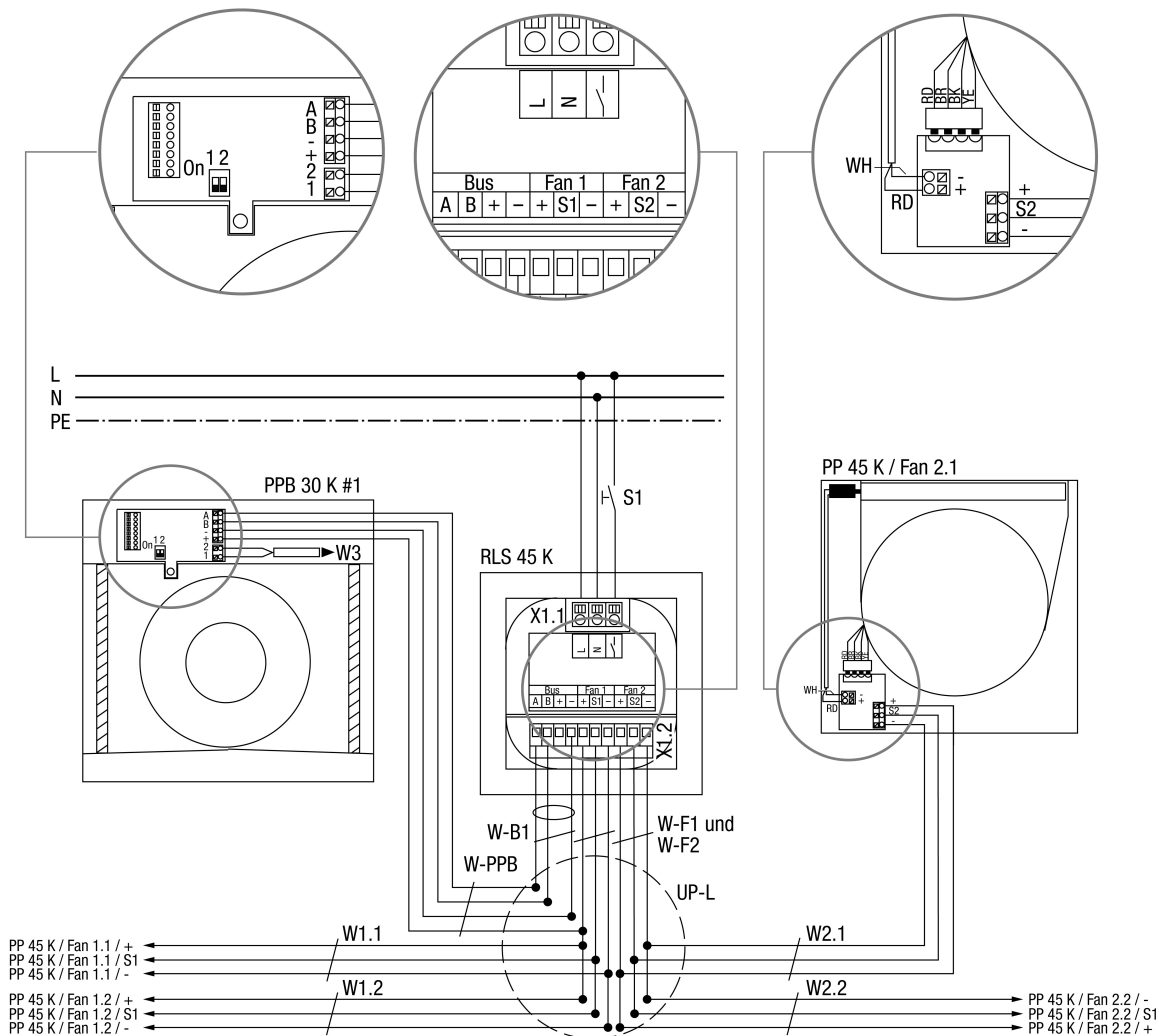 A
B
-
+
2
1
On
1 2
L
N
Bus
Fan 1
Fan 2
A B + – + S1 – + S2 –
RD
BR
BK
YE
WH
-
+
RD
+
S2
-
L
N
PE
S1
PPB 30 K #1
A
B
-
+
2
1
On
1 2
W3
RLS 45 K
X1.1
L
N
Bus
Fan 1
Fan 2
A B + – + S1 – + S2 –
X1.2
PP 45 K / Fan 2.1
RD
BR
BK
YE
WH
-
+
RD
+
S2
-
W-B1
W-F1 und
W-F2
W-PPB
UP-L
W1.1
W2.1
PP 45 K / Fan 1.1 / +
PP 45 K / Fan 1.1 / S1
PP 45 K / Fan 1.1 / -
W1.2
W2.2
PP 45 K / Fan 1.2 / +
PP 45 K / Fan 1.2 / S1
PP 45 K / Fan 1.2 / -
PP 45 K / Fan 2.2 / -
PP 45 K / Fan 2.2 / S1
PP 45 K / Fan 2.2 / +